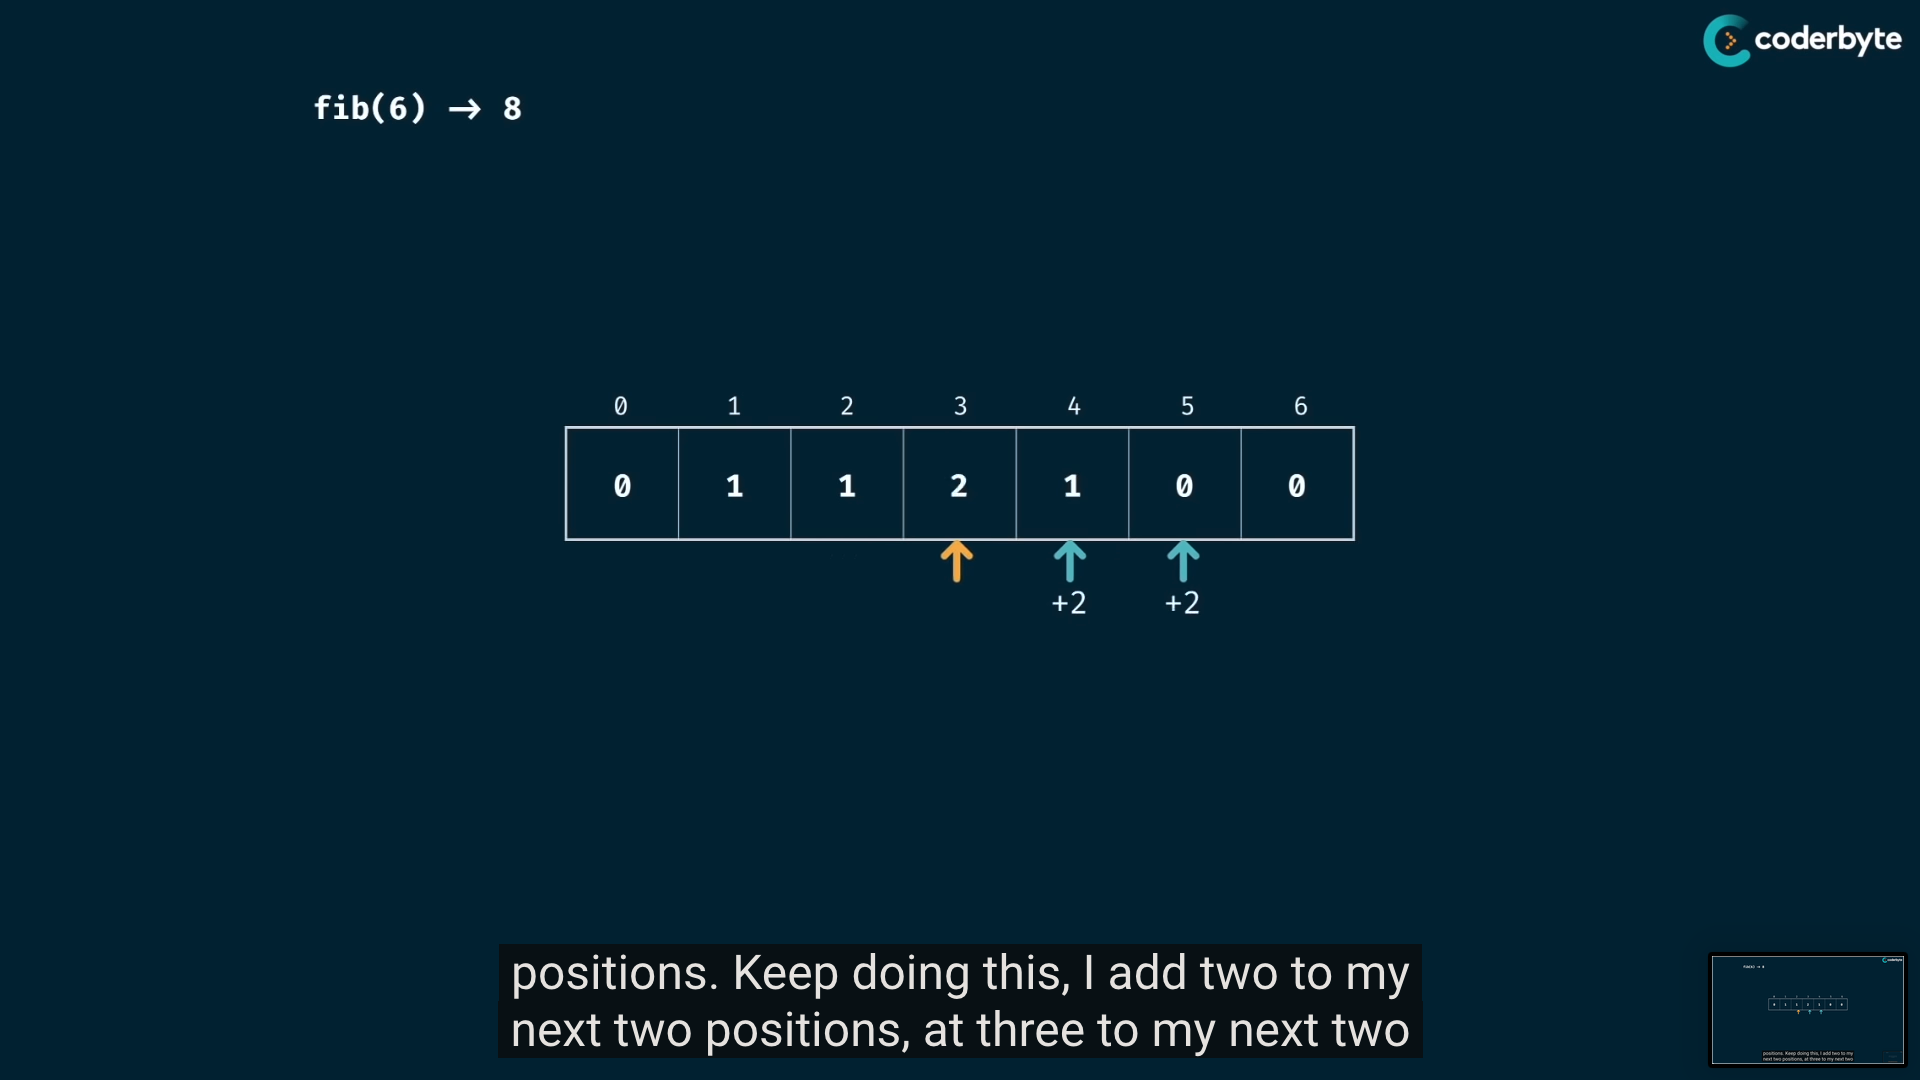 coderbyte
fib(6) → 8
0 1 2 3 4 5 6
0 1 1 2 1 0 0
+2 +2
positions. Keep doing this, I add two to my
next two positions, at three to my next two